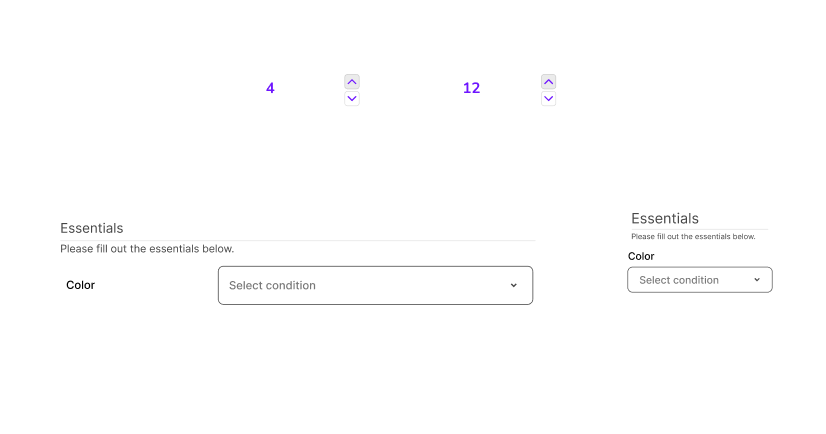 4
12
Essentials
Please fill out the essentials below.
Color
Select condition
Essentials
Please fill out the essentials below.
Color
Select condition